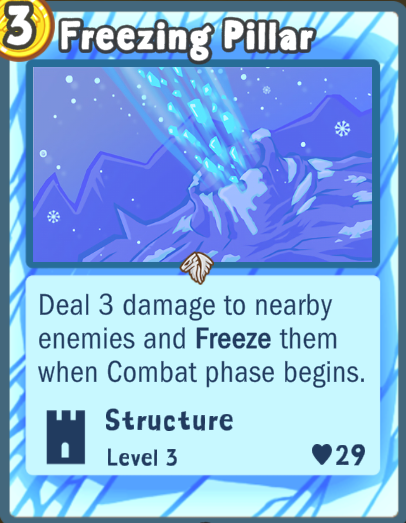 3
Freezing Pillar
Deal 3 damage to nearby
enemies and Freeze them
when Combat phase begins.
Structure
Level 3
♥29